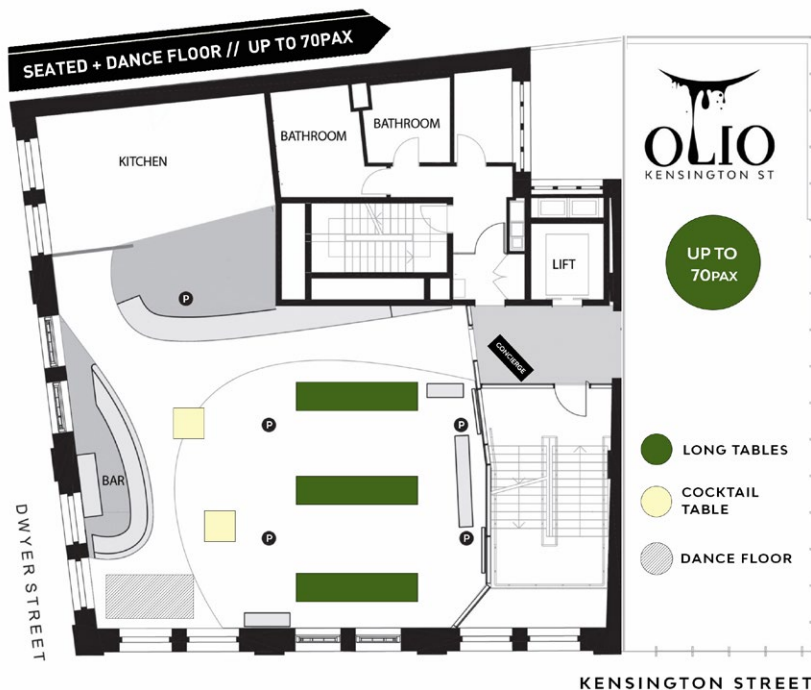 SEATED + DANCE FLOOR // UP TO 70PAX
KITCHEN
BATHROOM
BATHROOM
LIFT
P
CONCIERGE
P
P
BAR
P
P
DWYER STREET
KENSINGTON STREET
OLIO
KENSINGTON ST
UP TO
70PAX
LONG TABLES
COCKTAIL
TABLE
DANCE FLOOR